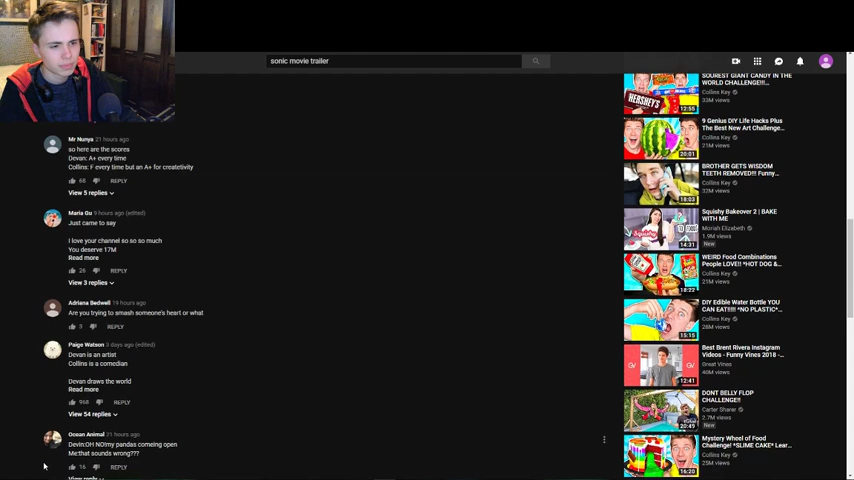 sonic movie trailer
Mr Nunya 21 hours ago
so here are the scores
Devan: A+ every time
Collins: F every time but an A+ for createtivity
68 REPLY
View 5 replies
Maria Gu 9 hours ago (edited)
Just came to say
I love your channel so so so much
You deserve 17M
Read more
26 REPLY
View 3 replies
Adriana Bedwell 19 hours ago
Are you trying to smash someone's heart or what
3 REPLY
Paige Watson 3 days ago (edited)
Devan is an artist
Collins is a comedian
Devan draws the world
Read more
968 REPLY
View 54 replies
Ocean Animal 21 hours ago
Devin:OH NO!my pandas comeing open
Me:that sounds wrong???
16 REPLY
View reply
SOUREST GIANT CANDY IN THE
WORLD CHALLENGE!!!...
Collins Key
33M views
HERSHEY'S
12:55
9 Genius DIY Life Hacks Plus
The Best New Art Challenge...
Collins Key
21M views
20:01
BROTHER GETS WISDOM
TEETH REMOVED!!! Funny...
Collins Key
32M views
18:03
Squishy Bakeover 2 | BAKE
WITH ME
Moriah Elizabeth
1.9M views
New
Squishy
14:31
WEIRD Food Combinations
People LOVE!! *HOT DOG &...
Collins Key
21M views
18:22
DIY Edible Water Bottle YOU
CAN EAT!!!!! *NO PLASTIC*...
Collins Key
28M views
15:15
Best Brent Rivera Instagram
Videos - Funny Vines 2018 -...
Great Vines
40M views
GV
GV
12:41
DONT BELLY FLOP
CHALLENGE!!
Carter Sharer
2.7M views
New
20:49
Mystery Wheel of Food
Challenge! *SLIME CAKE* Lear...
Collins Key
25M views
16:20